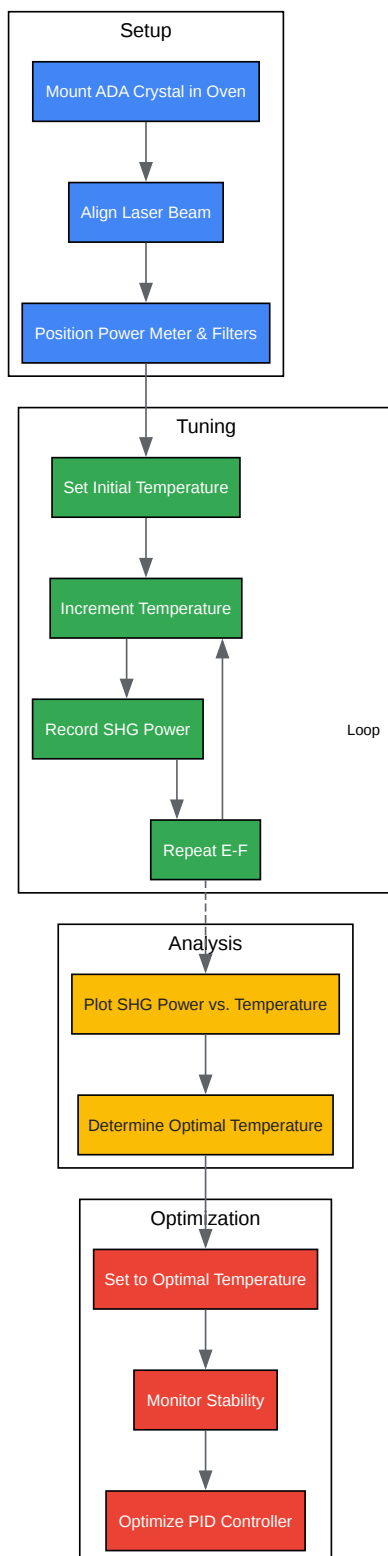 Setup
Mount ADA Crystal in Oven
Align Laser Beam
Position Power Meter & Filters
Tuning
Set Initial Temperature
Increment Temperature
Record SHG Power
Loop
Repeat E-F
Analysis
Plot SHG Power vs. Temperature
Determine Optimal Temperature
Optimization
Set to Optimal Temperature
Monitor Stability
Optimize PID Controller